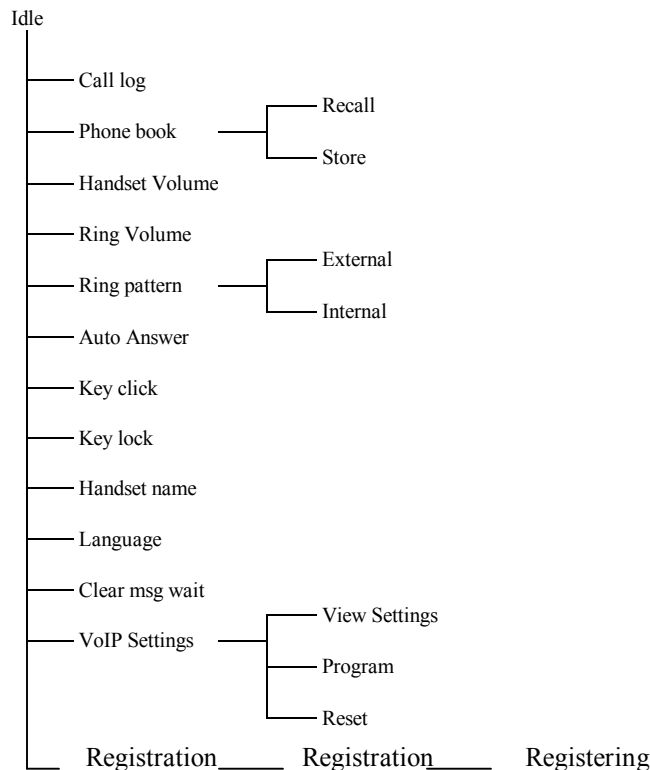 Idle
Call log
Phone book
Recall
Store
Handset Volume
Ring Volume
Ring pattern
External
Internal
Auto Answer
Key click
Key lock
Handset name
Language
Clear msg wait
VoIP Settings
View Settings
Program
Reset
Registration Registration Registering